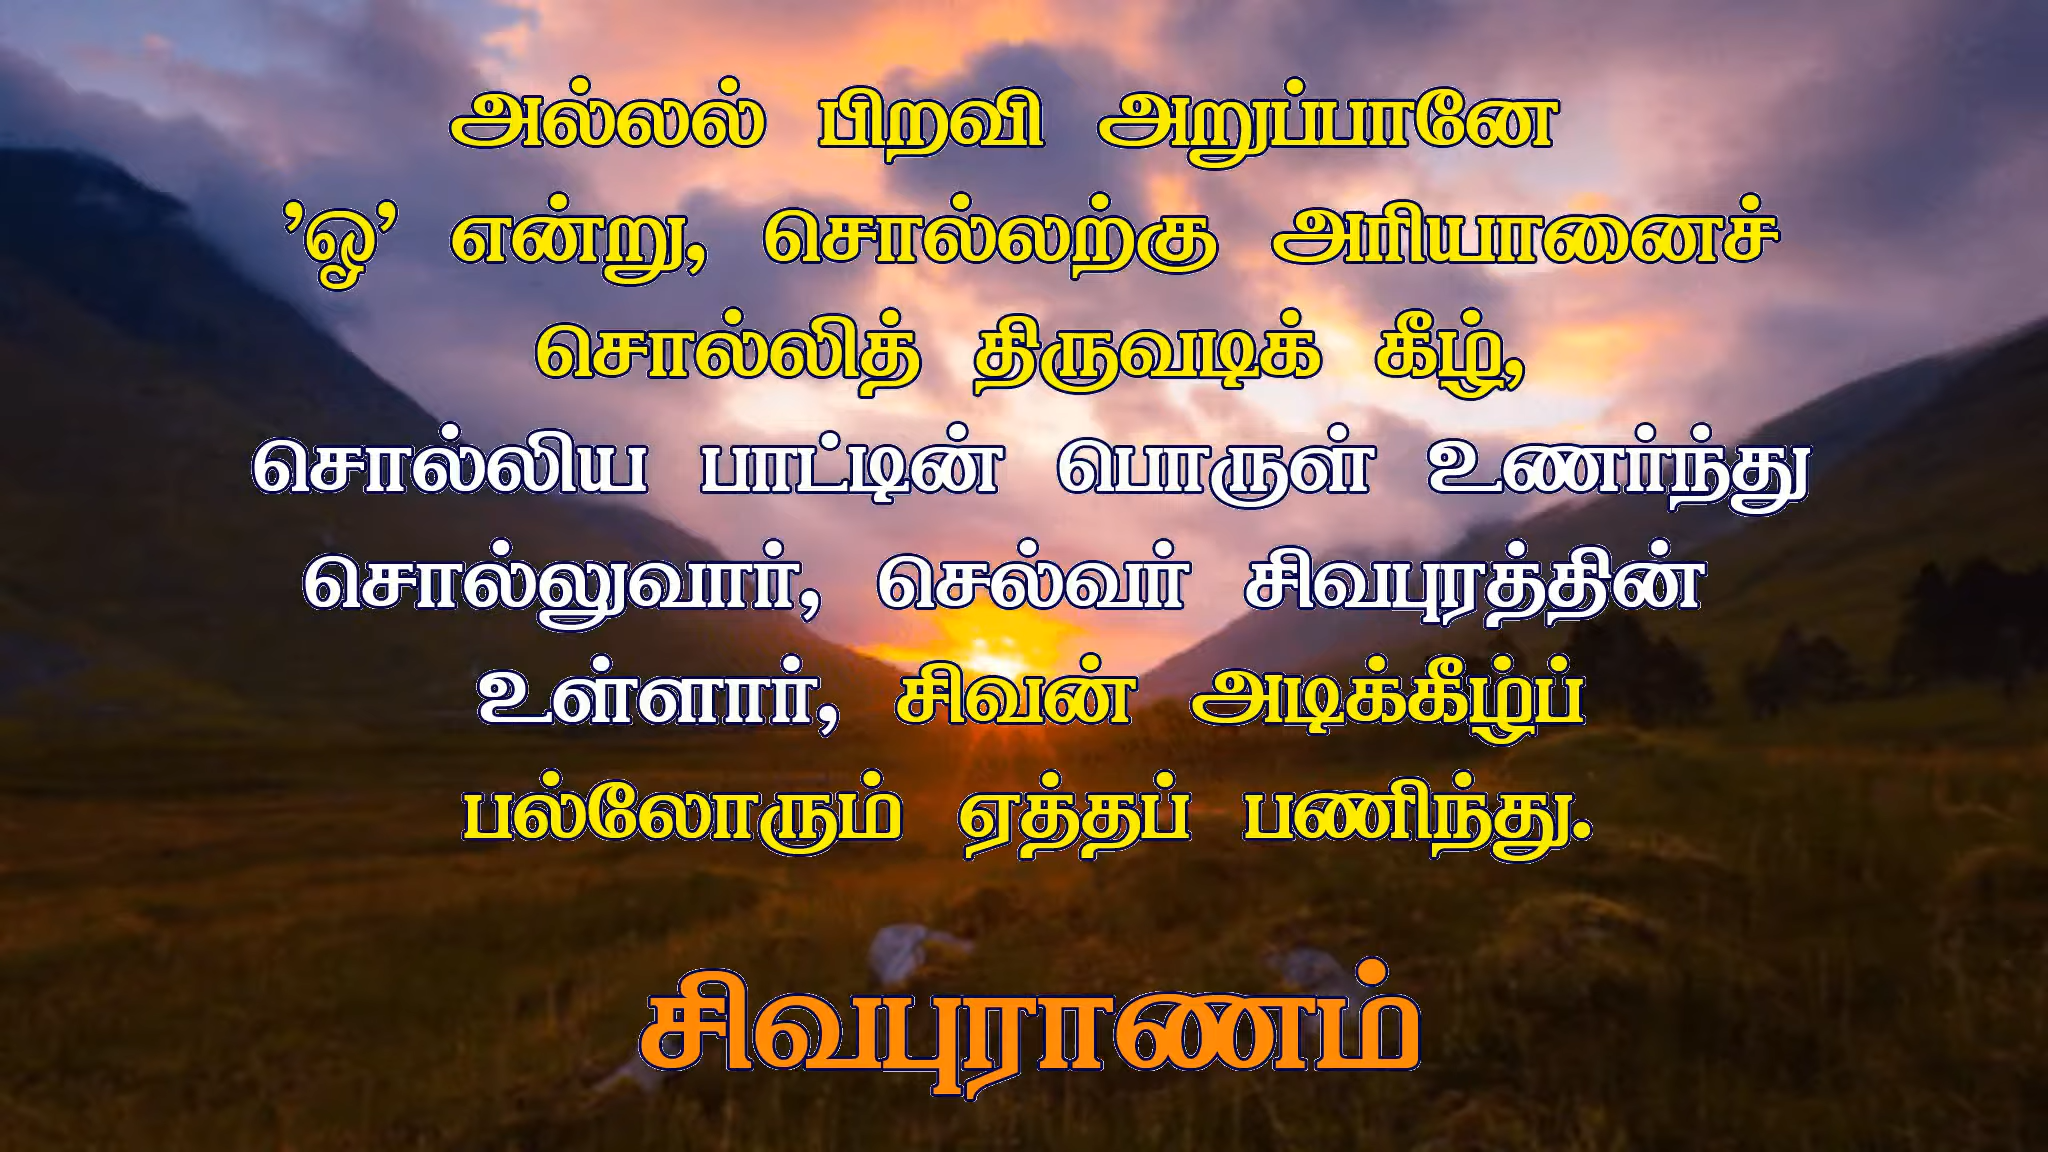 அல்லல் பிறவி அறுப்பானே
’ஓ’ என்று, சொல்லற்கு அரியானைச்
சொல்லித் திருவடிக் கீழ்,
சொல்லிய பாட்டின் பொருள் உணர்ந்து
சொல்லுவார், செல்வர் சிவபுரத்தின்
உள்ளார், சிவன் அடிக்கீழ்ப்
பல்லோரும் ஏத்தப் பணிந்து.
சிவபுராணம்